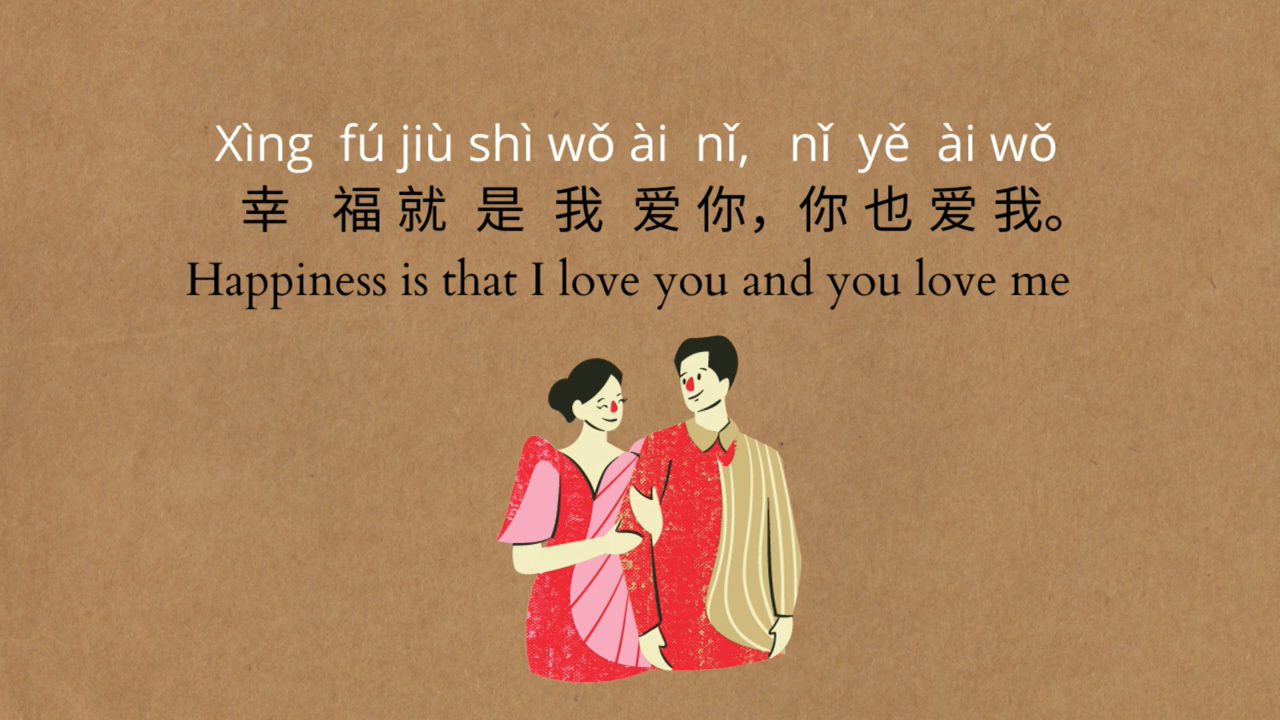 Xìng fú jiù shì wǒ ài nǐ, nǐ yě ài wǒ
幸 福 就 是 我 爱 你，你 也 爱 我。
Happiness is that I love you and you love me